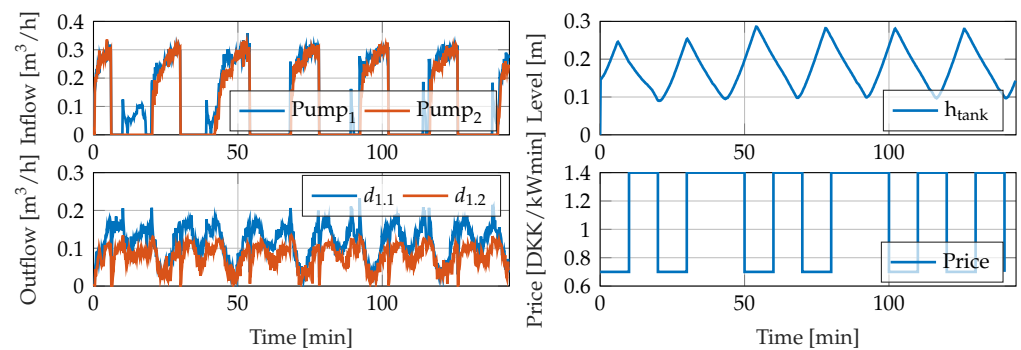 Inflow [m³/h]
0.4
0.3
0.2
0.1
0
Pump₁ Pump₂
0 50 100
Level [m]
0.3
0.2
0.1
0
h_tank
0 50 100
Outflow [m³/h]
0.3
0.2
0.1
0
d₁.₁ d₁.₂
0 50 100
Time [min]
Price [DKK/kWmin]
1.4
1.2
1
0.8
0.6
Price
0 50 100
Time [min]